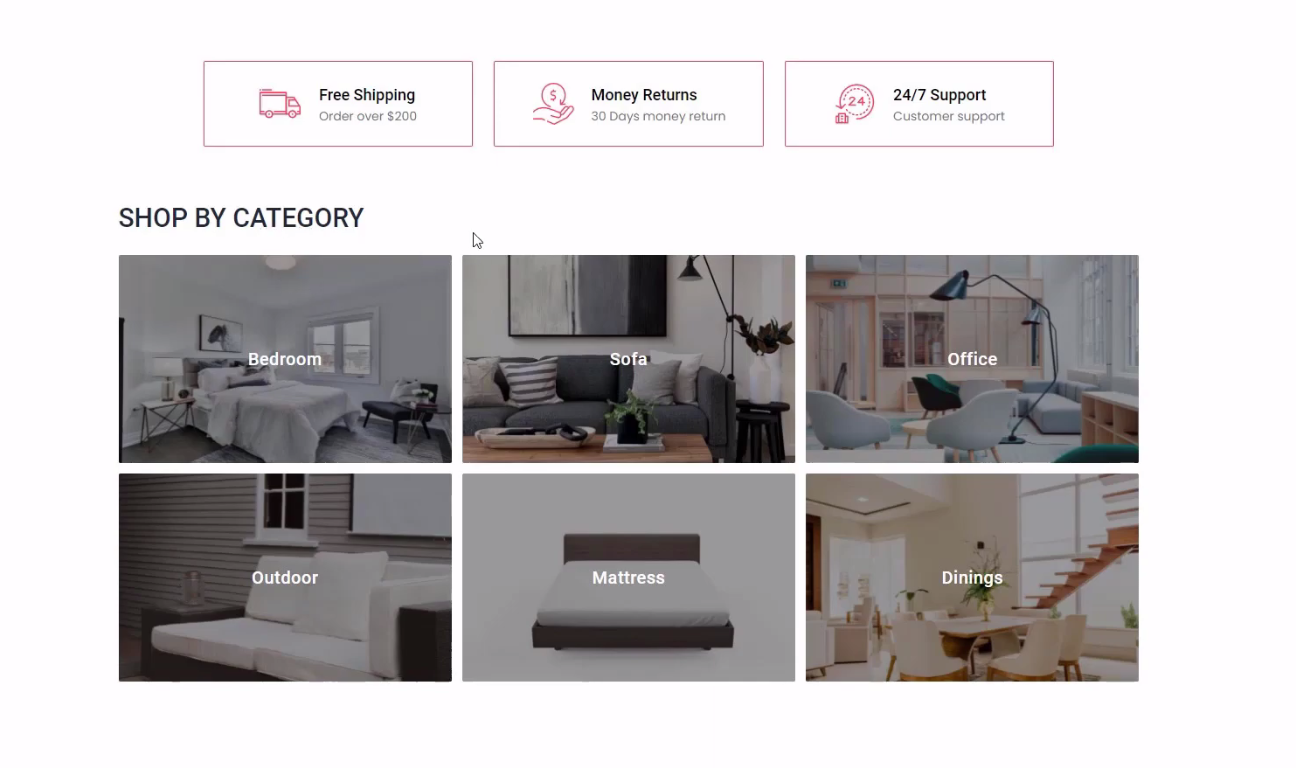 Free Shipping
Order over $200
Money Returns
30 Days money return
24
24/7 Support
Customer support
SHOP BY CATEGORY
Bedroom
Sofa
Office
Outdoor
Mattress
Dinings